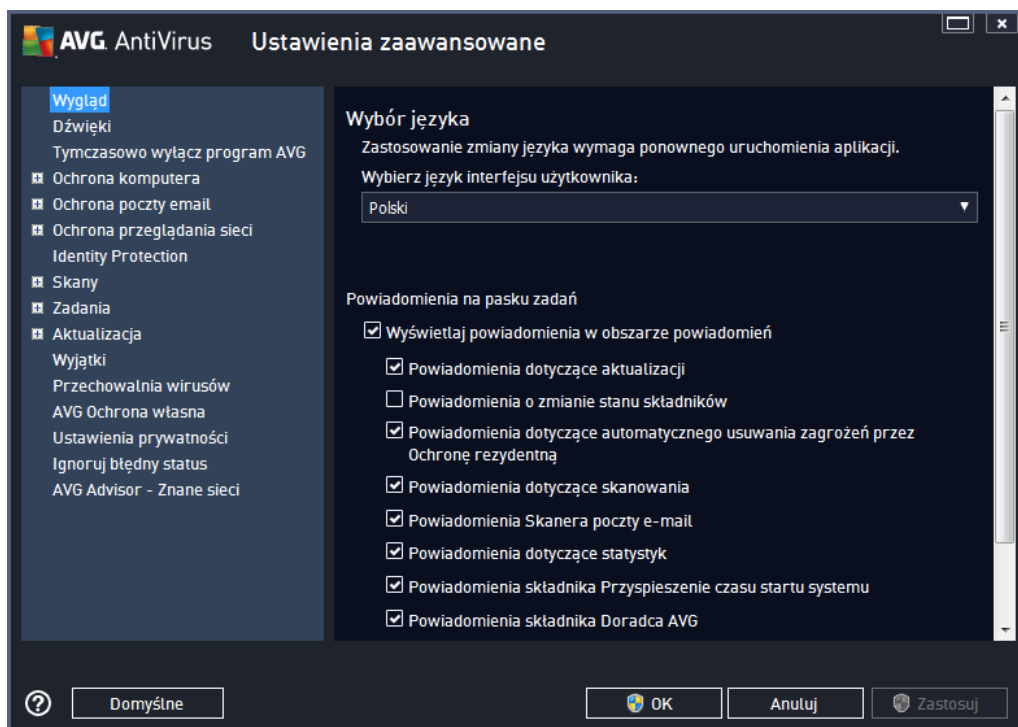 AVG. AntiVirus Ustawienia zaawansowane
Wygląd
Dźwięki
Tymczasowo wyłącz program AVG
Ochrona komputera
Ochrona poczty email
Ochrona przeglądania sieci
Identity Protection
Skany
Zadania
Aktualizacja
Wyjątki
Przechowalnia wirusów
AVG Ochrona własna
Ustawienia prywatności
Ignoruj błędny status
AVG Advisor - Znane sieci
Wybór języka
Zastosowanie zmiany języka wymaga ponownego uruchomienia aplikacji.
Wybierz język interfejsu użytkownika:
Polski
Powiadomienia na pasku zadań
Wyświetlaj powiadomienia w obszarze powiadomień
Powiadomienia dotyczące aktualizacji
Powiadomienia o zmianie stanu składników
Powiadomienia dotyczące automatycznego usuwania zagrożeń przez
Ochronę rezydentną
Powiadomienia dotyczące skanowania
Powiadomienia Skanera poczty e-mail
Powiadomienia dotyczące statystyk
Powiadomienia składnika Przyspieszenie czasu startu systemu
Powiadomienia składnika Doradca AVG
Domyślne
OK
Anuluj
Zastosuj